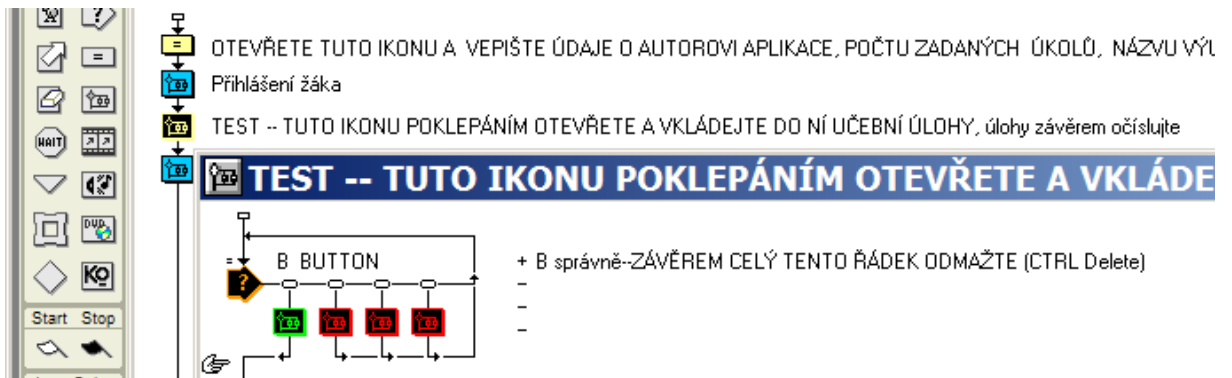 OTEVŘETE TUTO IKONU A VEPIŠTE ÚDAJE O AUTOROVI APLIKACE, POČTU ZADANÝCH ÚKOLŮ, NÁZVU
Přihlášení žáka
TEST -- TUTO IKONU POKLEPÁNÍM OTEVŘETE A VKLÁDEJTE DO NÍ UČEBNÍ ÚLOHY, úlohy závěrem očíslujte
TEST -- TUTO IKONU POKLEPÁNÍM OTEVŘETE A VKLÁDE
B BUTTON
+ B správně--ZÁVĚREM CELÝ TENTO ŘÁDEK ODMAŽTE (CTRL Delete)
-
-
-
WAIT
DVD
KO
Start Stop